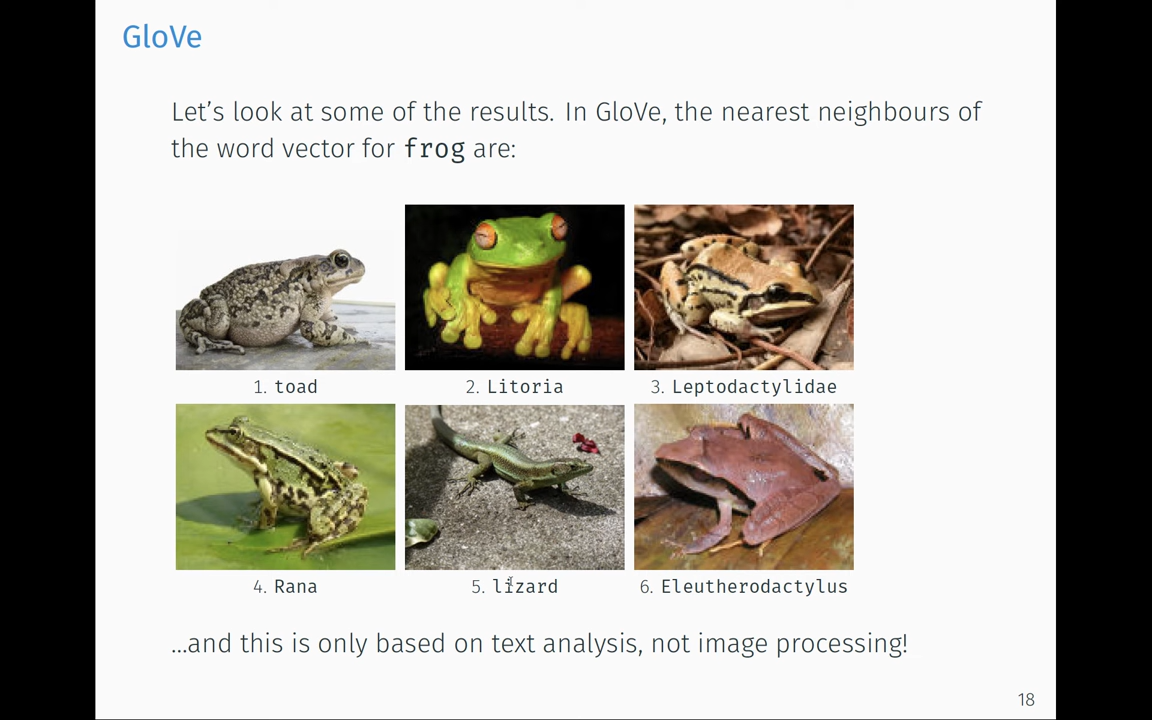 GloVe
Let's look at some of the results. In GloVe, the nearest neighbours of
the word vector for frog are:
1. toad
2. Litoria
3. Leptodactylidae
4. Rana
5. lizard
6. Eleutherodactylus
...and this is only based on text analysis, not image processing!
18